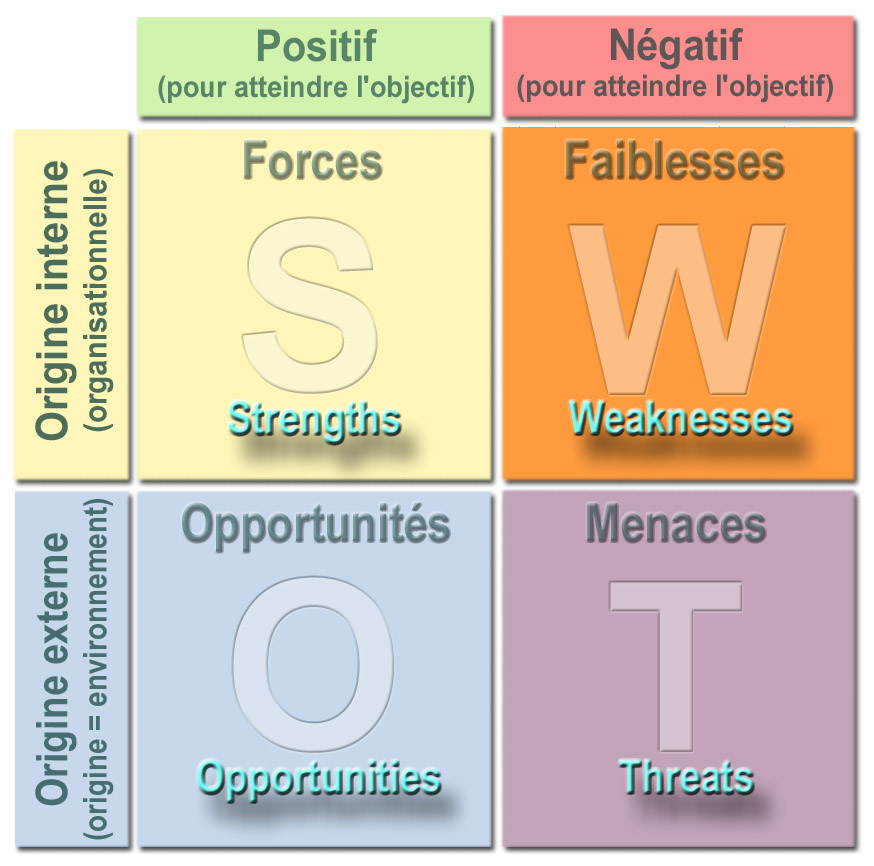 Positif
(pour atteindre l'objectif)
Négatif
(pour atteindre l'objectif)
Origine interne
(organisationnelle)
Forces
S
Strengths
Faiblesses
W
Weaknesses
Origine externe
(origine = environnement)
Opportunités
O
Opportunities
Menaces
T
Threats